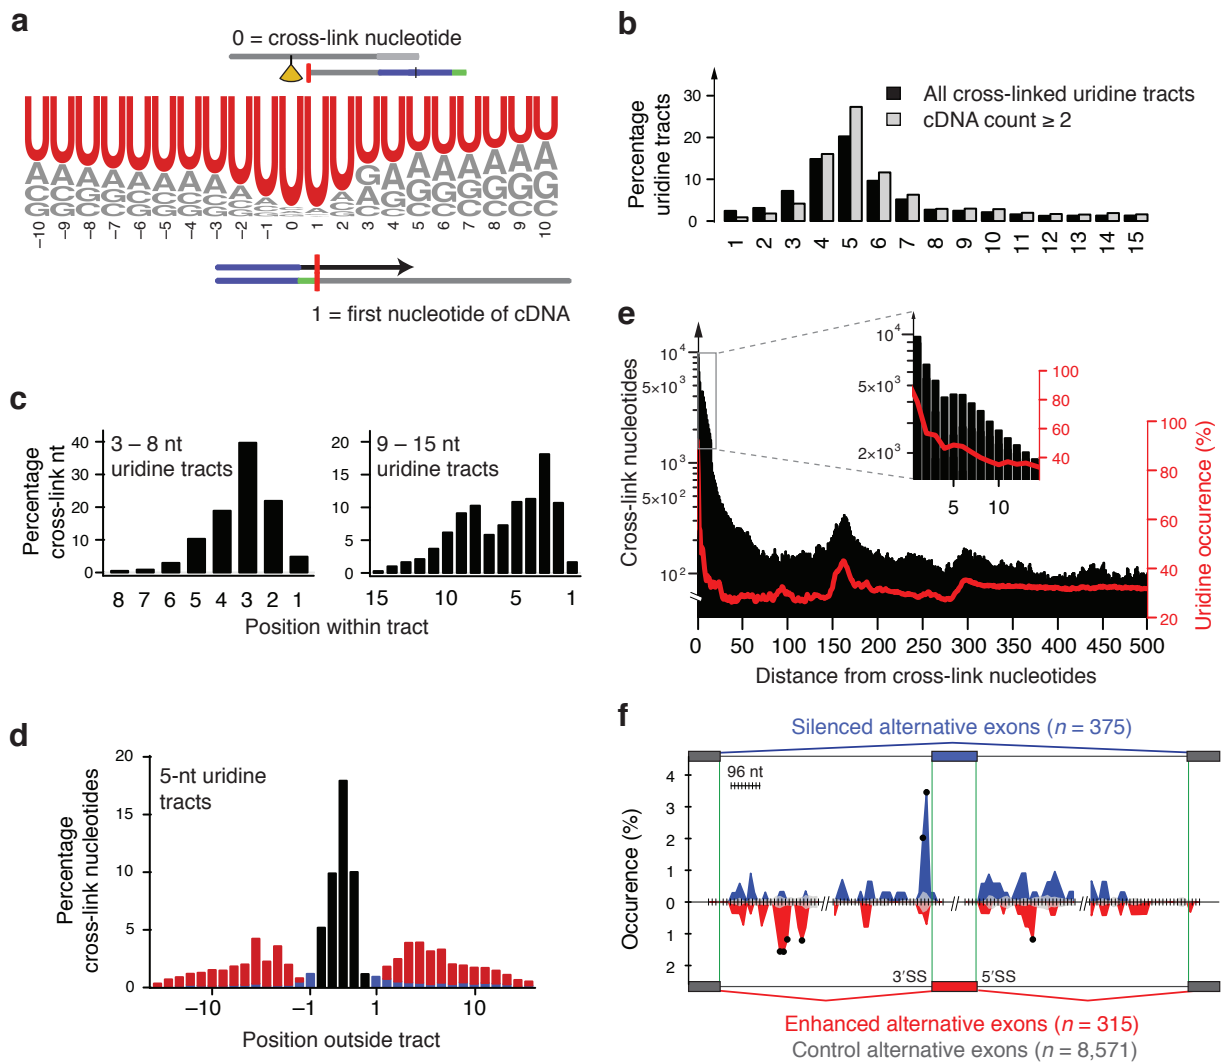 a
0 = cross-link nucleotide
U U U U U U U U U U U U U U U U U U U U U
A A A A A A A A A A A G A A A A A A A
C C G G G G G G G C A G G G G G G G
G G C C C C C C C G C C C C C C C C
−10 −9 −8 −7 −6 −5 −4 −3 −2 −1 0 1 2 3 4 5 6 7 8 9 10
1 = first nucleotide of cDNA
b
Percentage
uridine tracts
30
20
10
0
All cross-linked uridine tracts
cDNA count ≥ 2
1 2 3 4 5 6 7 8 9 10 11 12 13 14 15
c
Percentage
cross-link nt
40
30
20
10
0
3 – 8 nt
uridine tracts
8 7 6 5 4 3 2 1
20
15
10
5
0
9 – 15 nt
uridine tracts
15 10 5 1
Position within tract
d
Percentage
cross-link nucleotides
20
15
10
5
0
5-nt uridine
tracts
−10 −1 1 10
Position outside tract
e
Cross-link nucleotides
10⁴
5×10³
10³
5×10²
10²
10⁴
5×10³
2×10³
5 10
100
80
60
40
100
80
60
40
20
Uridine occurence (%)
0 50 100 150 200 250 300 350 400 450 500
Distance from cross-link nucleotides
f
Silenced alternative exons (n = 375)
96 nt
Occurence (%)
4
3
2
1
0
1
2
// // //
3′SS 5′SS
Enhanced alternative exons (n = 315)
Control alternative exons (n = 8,571)